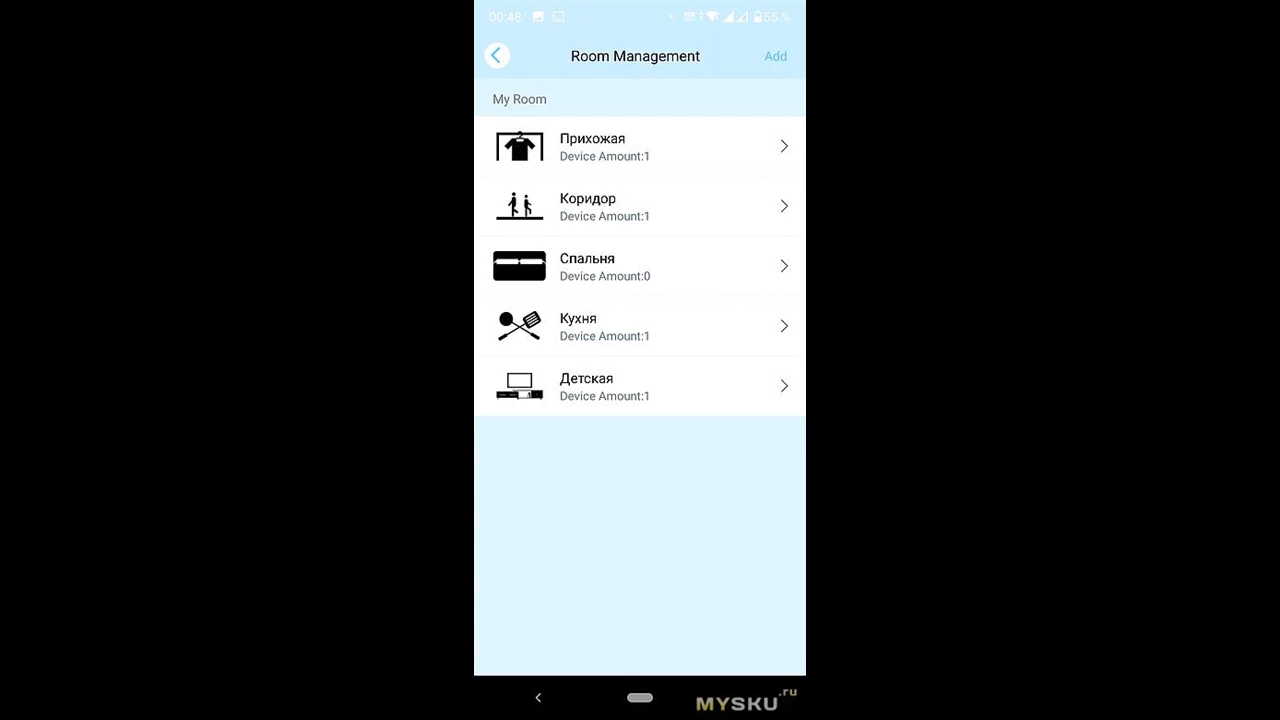 00:48
55 %
Room Management
Add
My Room
Прихожая
Device Amount:1
Коридор
Device Amount:1
Спальня
Device Amount:0
Кухня
Device Amount:1
Детская
Device Amount:1
MYSKU.ru